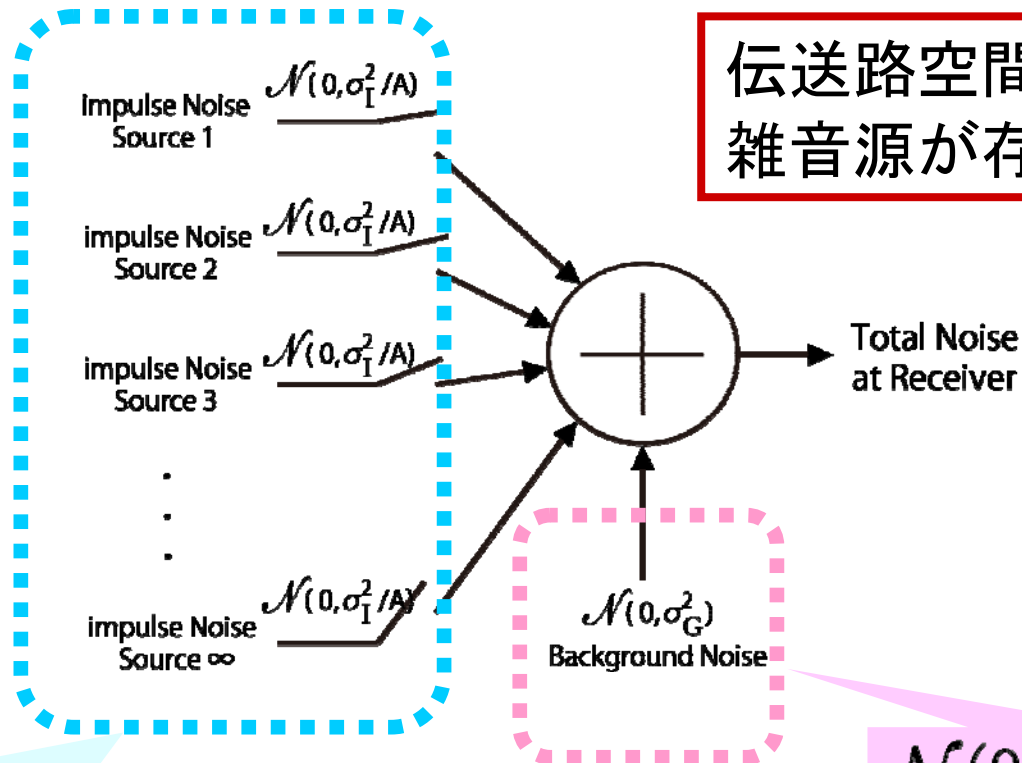 伝送路空間
雑音源が存
impulse Noise
Source 1
𝒩(0,σ_I^2/A)
impulse Noise
Source 2
𝒩(0,σ_I^2/A)
impulse Noise
Source 3
𝒩(0,σ_I^2/A)
.
.
.
impulse Noise
Source ∞
𝒩(0,σ_I^2/A)
Total Noise
at Receiver
𝒩(0,σ_G^2)
Background Noise